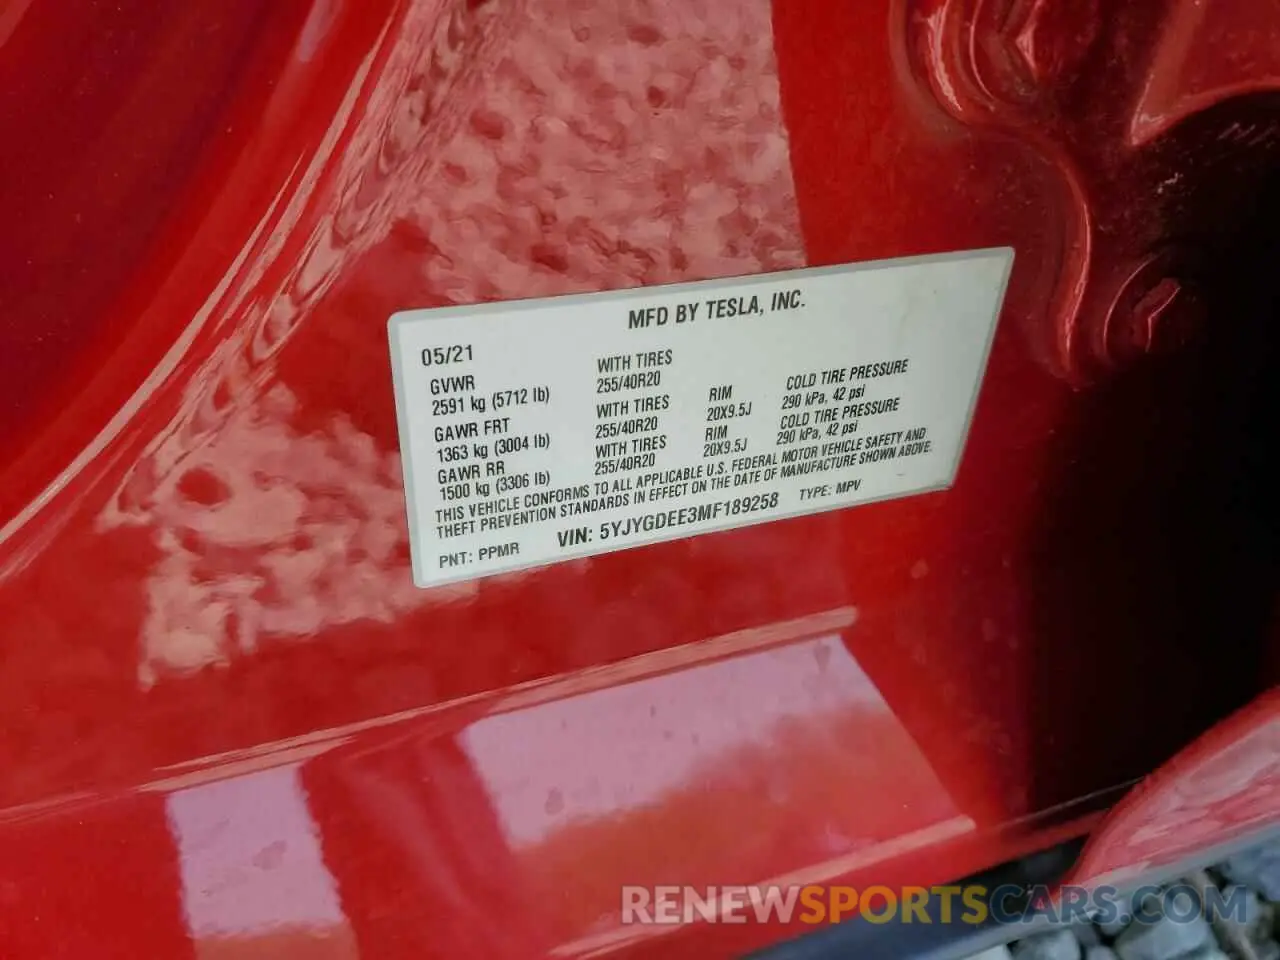 MFD BY TESLA, INC.
05/21
GVWR WITH TIRES
2591 kg (5712 lb) 255/40R20
GAWR FRT WITH TIRES RIM COLD TIRE PRESSURE
1363 kg (3004 lb) 255/40R20 20X9.5J 290 kPa, 42 psi
GAWR RR WITH TIRES RIM COLD TIRE PRESSURE
1500 kg (3306 lb) 255/40R20 20X9.5J 290 kPa, 42 psi
THIS VEHICLE CONFORMS TO ALL APPLICABLE U.S. FEDERAL MOTOR VEHICLE SAFETY AND
THEFT PREVENTION STANDARDS IN EFFECT ON THE DATE OF MANUFACTURE SHOWN ABOVE.
PNT: PPMR VIN: 5YJYGDEE3MF189258 TYPE: MPV
RENEWSPORTSCARS.COM